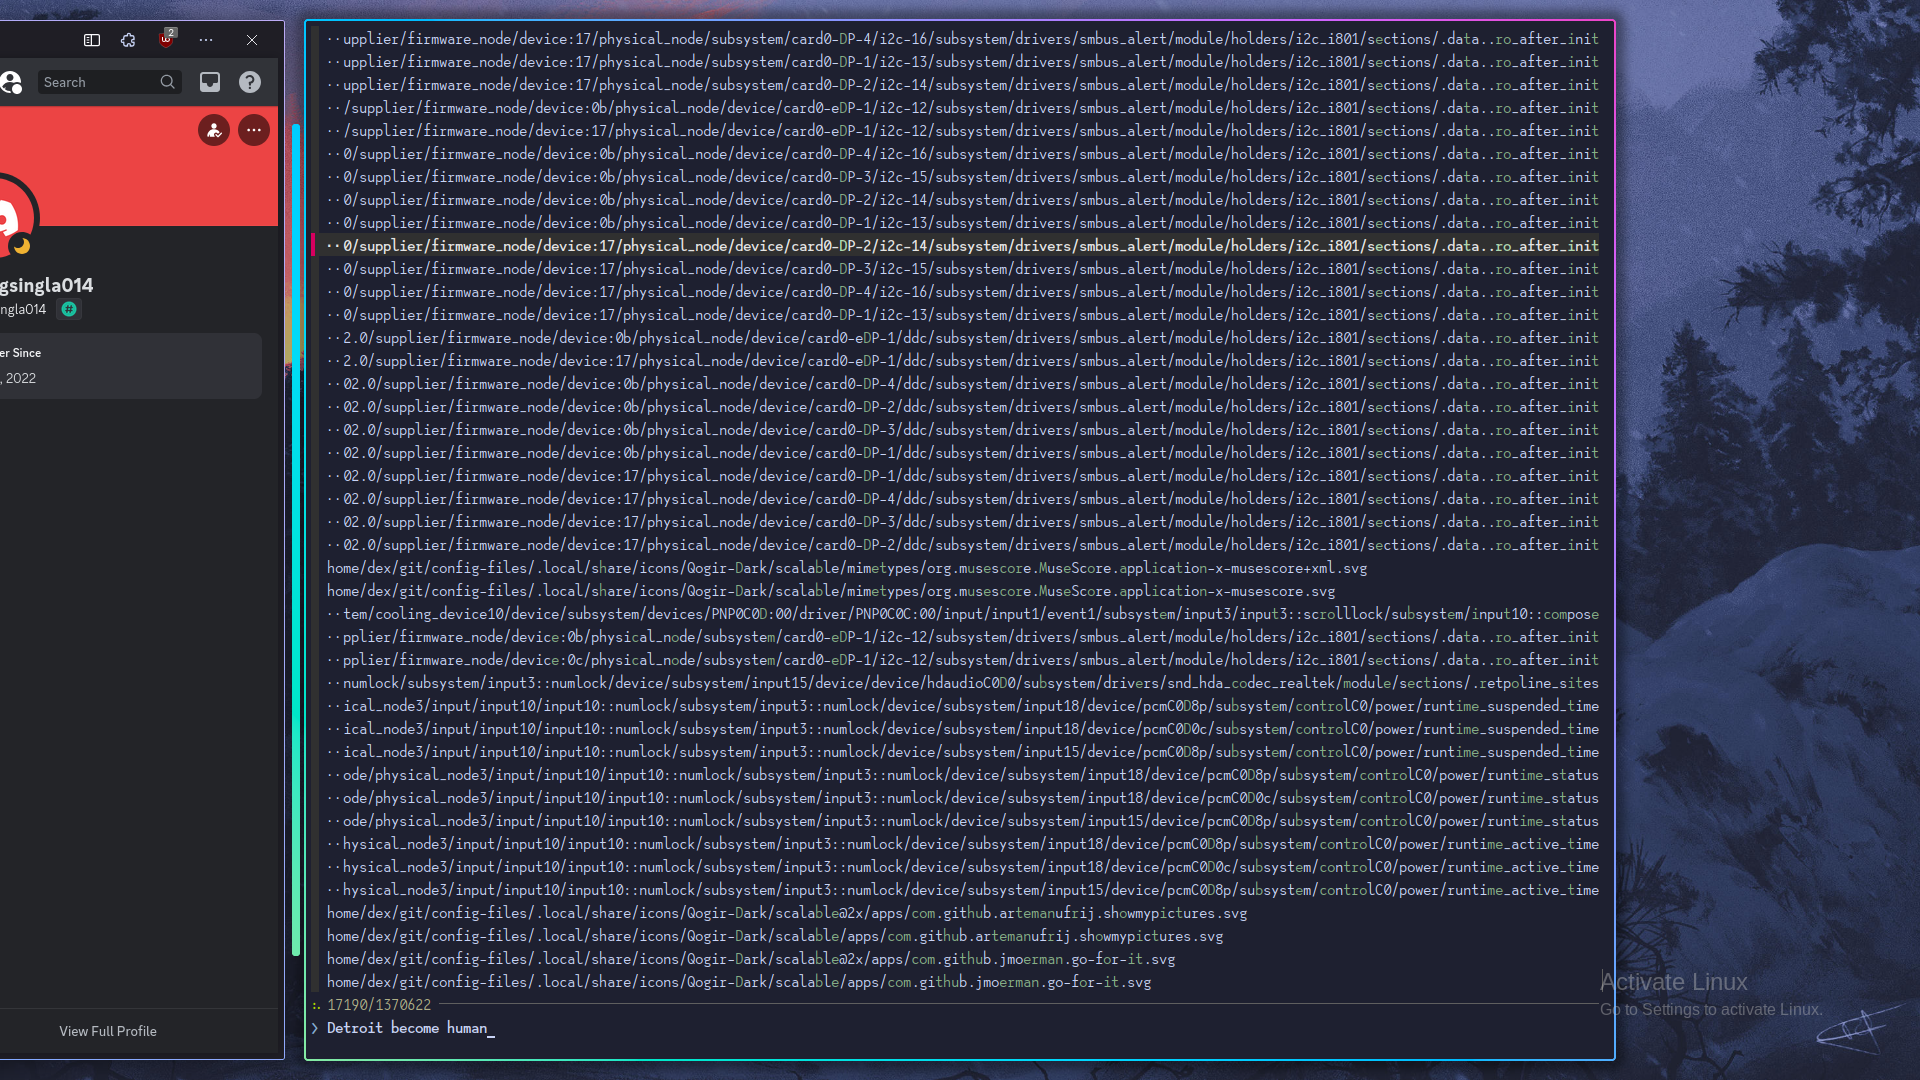 2
Search
gsingla014
ngla014
er Since
, 2022
View Full Profile
··upplier/firmware_node/device:17/physical_node/subsystem/card0-DP-4/i2c-16/subsystem/drivers/smbus_alert/module/holders/i2c_i801/sections/.data..ro_after_init
··upplier/firmware_node/device:17/physical_node/subsystem/card0-DP-1/i2c-13/subsystem/drivers/smbus_alert/module/holders/i2c_i801/sections/.data..ro_after_init
··upplier/firmware_node/device:17/physical_node/subsystem/card0-DP-2/i2c-14/subsystem/drivers/smbus_alert/module/holders/i2c_i801/sections/.data..ro_after_init
··/supplier/firmware_node/device:0b/physical_node/device/card0-eDP-1/i2c-12/subsystem/drivers/smbus_alert/module/holders/i2c_i801/sections/.data..ro_after_init
··/supplier/firmware_node/device:17/physical_node/device/card0-eDP-1/i2c-12/subsystem/drivers/smbus_alert/module/holders/i2c_i801/sections/.data..ro_after_init
··0/supplier/firmware_node/device:0b/physical_node/device/card0-DP-4/i2c-16/subsystem/drivers/smbus_alert/module/holders/i2c_i801/sections/.data..ro_after_init
··0/supplier/firmware_node/device:0b/physical_node/device/card0-DP-3/i2c-15/subsystem/drivers/smbus_alert/module/holders/i2c_i801/sections/.data..ro_after_init
··0/supplier/firmware_node/device:0b/physical_node/device/card0-DP-2/i2c-14/subsystem/drivers/smbus_alert/module/holders/i2c_i801/sections/.data..ro_after_init
··0/supplier/firmware_node/device:0b/physical_node/device/card0-DP-1/i2c-13/subsystem/drivers/smbus_alert/module/holders/i2c_i801/sections/.data..ro_after_init
··0/supplier/firmware_node/device:17/physical_node/device/card0-DP-2/i2c-14/subsystem/drivers/smbus_alert/module/holders/i2c_i801/sections/.data..ro_after_init
··0/supplier/firmware_node/device:17/physical_node/device/card0-DP-3/i2c-15/subsystem/drivers/smbus_alert/module/holders/i2c_i801/sections/.data..ro_after_init
··0/supplier/firmware_node/device:17/physical_node/device/card0-DP-4/i2c-16/subsystem/drivers/smbus_alert/module/holders/i2c_i801/sections/.data..ro_after_init
··0/supplier/firmware_node/device:17/physical_node/device/card0-DP-1/i2c-13/subsystem/drivers/smbus_alert/module/holders/i2c_i801/sections/.data..ro_after_init
··2.0/supplier/firmware_node/device:0b/physical_node/device/card0-eDP-1/ddc/subsystem/drivers/smbus_alert/module/holders/i2c_i801/sections/.data..ro_after_init
··2.0/supplier/firmware_node/device:17/physical_node/device/card0-eDP-1/ddc/subsystem/drivers/smbus_alert/module/holders/i2c_i801/sections/.data..ro_after_init
··02.0/supplier/firmware_node/device:0b/physical_node/device/card0-DP-4/ddc/subsystem/drivers/smbus_alert/module/holders/i2c_i801/sections/.data..ro_after_init
··02.0/supplier/firmware_node/device:0b/physical_node/device/card0-DP-2/ddc/subsystem/drivers/smbus_alert/module/holders/i2c_i801/sections/.data..ro_after_init
··02.0/supplier/firmware_node/device:0b/physical_node/device/card0-DP-3/ddc/subsystem/drivers/smbus_alert/module/holders/i2c_i801/sections/.data..ro_after_init
··02.0/supplier/firmware_node/device:0b/physical_node/device/card0-DP-1/ddc/subsystem/drivers/smbus_alert/module/holders/i2c_i801/sections/.data..ro_after_init
··02.0/supplier/firmware_node/device:17/physical_node/device/card0-DP-1/ddc/subsystem/drivers/smbus_alert/module/holders/i2c_i801/sections/.data..ro_after_init
··02.0/supplier/firmware_node/device:17/physical_node/device/card0-DP-4/ddc/subsystem/drivers/smbus_alert/module/holders/i2c_i801/sections/.data..ro_after_init
··02.0/supplier/firmware_node/device:17/physical_node/device/card0-DP-3/ddc/subsystem/drivers/smbus_alert/module/holders/i2c_i801/sections/.data..ro_after_init
··02.0/supplier/firmware_node/device:17/physical_node/device/card0-DP-2/ddc/subsystem/drivers/smbus_alert/module/holders/i2c_i801/sections/.data..ro_after_init
home/dex/git/config-files/.local/share/icons/Qogir-Dark/scalable/mimetypes/org.musescore.MuseScore.application-x-musescore+xml.svg
home/dex/git/config-files/.local/share/icons/Qogir-Dark/scalable/mimetypes/org.musescore.MuseScore.application-x-musescore.svg
··tem/cooling_device10/device/subsystem/devices/PNP0C0D:00/driver/PNP0C0C:00/input/input1/event1/subsystem/input3/input3::scrolllock/subsystem/input10::compose
··pplier/firmware_node/device:0b/physical_node/subsystem/card0-eDP-1/i2c-12/subsystem/drivers/smbus_alert/module/holders/i2c_i801/sections/.data..ro_after_init
··pplier/firmware_node/device:0c/physical_node/subsystem/card0-eDP-1/i2c-12/subsystem/drivers/smbus_alert/module/holders/i2c_i801/sections/.data..ro_after_init
··numlock/subsystem/input3::numlock/device/subsystem/input15/device/device/hdaudioC0D0/subsystem/drivers/snd_hda_codec_realtek/module/sections/.retpoline_sites
··ical_node3/input/input10/input10::numlock/subsystem/input3::numlock/device/subsystem/input18/device/pcmC0D8p/subsystem/controlC0/power/runtime_suspended_time
··ical_node3/input/input10/input10::numlock/subsystem/input3::numlock/device/subsystem/input18/device/pcmC0D0c/subsystem/controlC0/power/runtime_suspended_time
··ical_node3/input/input10/input10::numlock/subsystem/input3::numlock/device/subsystem/input15/device/pcmC0D8p/subsystem/controlC0/power/runtime_suspended_time
··ode/physical_node3/input/input10/input10::numlock/subsystem/input3::numlock/device/subsystem/input18/device/pcmC0D8p/subsystem/controlC0/power/runtime_status
··ode/physical_node3/input/input10/input10::numlock/subsystem/input3::numlock/device/subsystem/input18/device/pcmC0D0c/subsystem/controlC0/power/runtime_status
··ode/physical_node3/input/input10/input10::numlock/subsystem/input3::numlock/device/subsystem/input15/device/pcmC0D8p/subsystem/controlC0/power/runtime_status
··hysical_node3/input/input10/input10::numlock/subsystem/input3::numlock/device/subsystem/input18/device/pcmC0D8p/subsystem/controlC0/power/runtime_active_time
··hysical_node3/input/input10/input10::numlock/subsystem/input3::numlock/device/subsystem/input18/device/pcmC0D0c/subsystem/controlC0/power/runtime_active_time
··hysical_node3/input/input10/input10::numlock/subsystem/input3::numlock/device/subsystem/input15/device/pcmC0D8p/subsystem/controlC0/power/runtime_active_time
home/dex/git/config-files/.local/share/icons/Qogir-Dark/scalable@2x/apps/com.github.artemanufrij.showmypictures.svg
home/dex/git/config-files/.local/share/icons/Qogir-Dark/scalable/apps/com.github.artemanufrij.showmypictures.svg
home/dex/git/config-files/.local/share/icons/Qogir-Dark/scalable@2x/apps/com.github.jmoerman.go-for-it.svg
home/dex/git/config-files/.local/share/icons/Qogir-Dark/scalable/apps/com.github.jmoerman.go-for-it.svg
17190/1370622
> Detroit become human_
Activate Linux
Go to Settings to activate Linux.